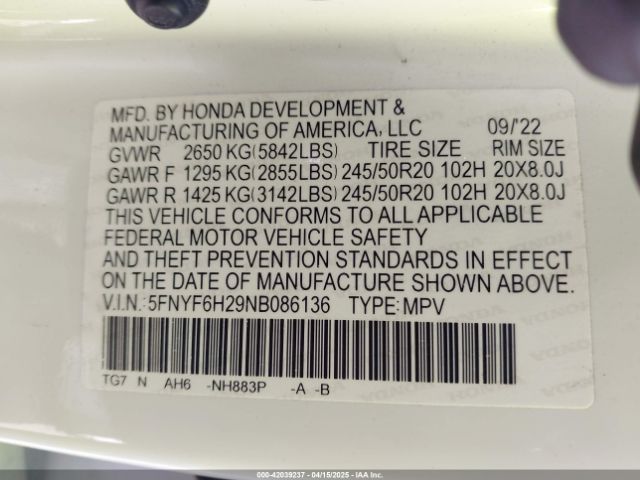 MFD. BY HONDA DEVELOPMENT &
MANUFACTURING OF AMERICA, LLC 09/'22
GVWR 2650 KG(5842LBS) TIRE SIZE RIM SIZE
GAWR F 1295 KG(2855LBS) 245/50R20 102H 20X8.0J
GAWR R 1425 KG(3142LBS) 245/50R20 102H 20X8.0J
THIS VEHICLE CONFORMS TO ALL APPLICABLE
FEDERAL MOTOR VEHICLE SAFETY
AND THEFT PREVENTION STANDARDS IN EFFECT
ON THE DATE OF MANUFACTURE SHOWN ABOVE.
V.I.N.: 5FNYF6H29NB086136 TYPE: MPV
TG7 N AH6 -NH883P -A -B
000-42039237 - 04/15/2025 - IAAI.com